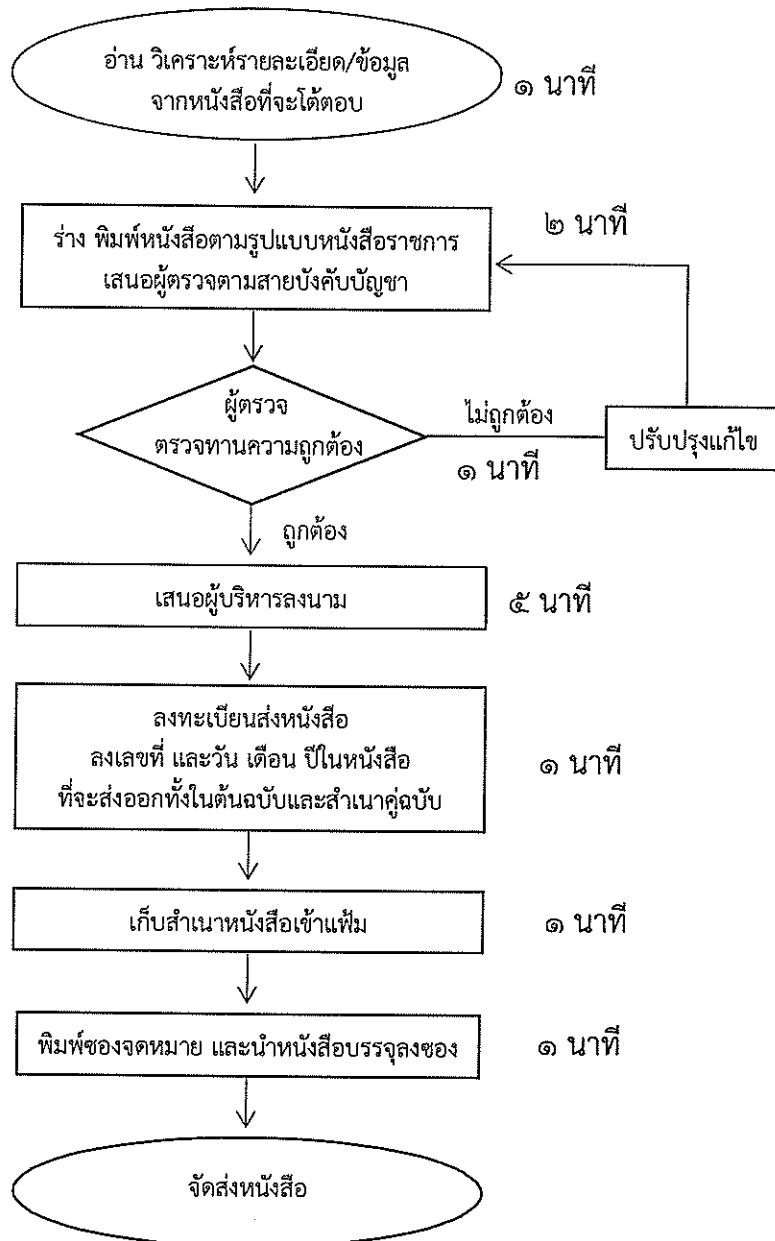 อ่าน วิเคราะห์รายละเอียด/ข้อมูล
จากหนังสือที่จะโต้ตอบ
๑ นาที
ร่าง พิมพ์หนังสือตามรูปแบบหนังสือราชการ
เสนอผู้ตรวจตามสายบังคับบัญชา
๒ นาที
ผู้ตรวจ
ตรวจทานความถูกต้อง
ไม่ถูกต้อง
๑ นาที
ปรับปรุงแก้ไข
ถูกต้อง
เสนอผู้บริหารลงนาม
๕ นาที
ลงทะเบียนส่งหนังสือ
ลงเลขที่ และวัน เดือน ปีในหนังสือ
ที่จะส่งออกทั้งในต้นฉบับและสำเนาคู่ฉบับ
๑ นาที
เก็บสำเนาหนังสือเข้าแฟ้ม
๑ นาที
พิมพ์ซองจดหมาย และนำหนังสือบรรจุลงซอง
๑ นาที
จัดส่งหนังสือ